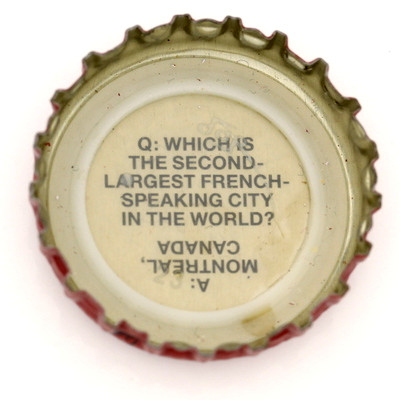 Q: WHICH IS
THE SECOND-
LARGEST FRENCH-
SPEAKING CITY
IN THE WORLD?
A:
MONTREAL,
CANADA